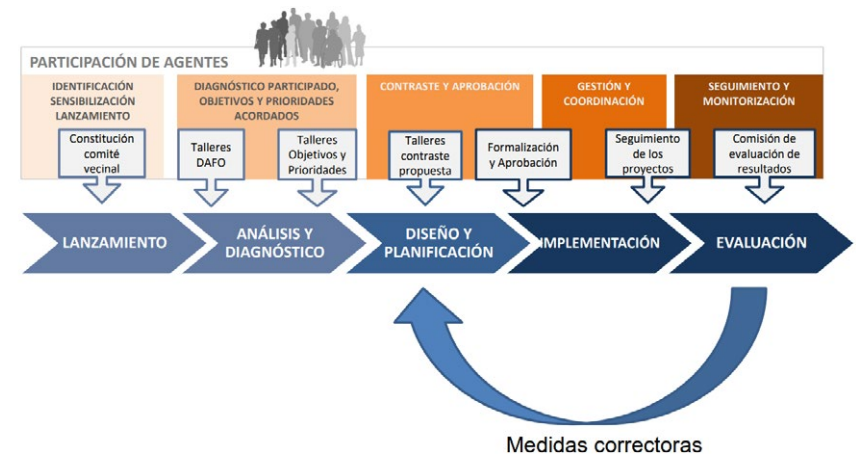 PARTICIPACIÓN DE AGENTES
IDENTIFICACIÓN
SENSIBILIZACIÓN
LANZAMIENTO
DIAGNÓSTICO PARTICIPADO,
OBJETIVOS Y PRIORIDADES
ACORDADOS
CONTRASTE Y APROBACIÓN
GESTIÓN Y
COORDINACIÓN
SEGUIMIENTO Y
MONITORIZACIÓN
Constitución
comité
vecinal
Talleres
DAFO
Talleres
Objetivos y
Prioridades
Talleres
contraste
propuesta
Formalización
y Aprobación
Seguimiento
de los
proyectos
Comisión de
evaluación de
resultados
LANZAMIENTO
ANÁLISIS Y
DIAGNÓSTICO
DISEÑO Y
PLANIFICACIÓN
IMPLEMENTACIÓN
EVALUACIÓN
Medidas correctoras